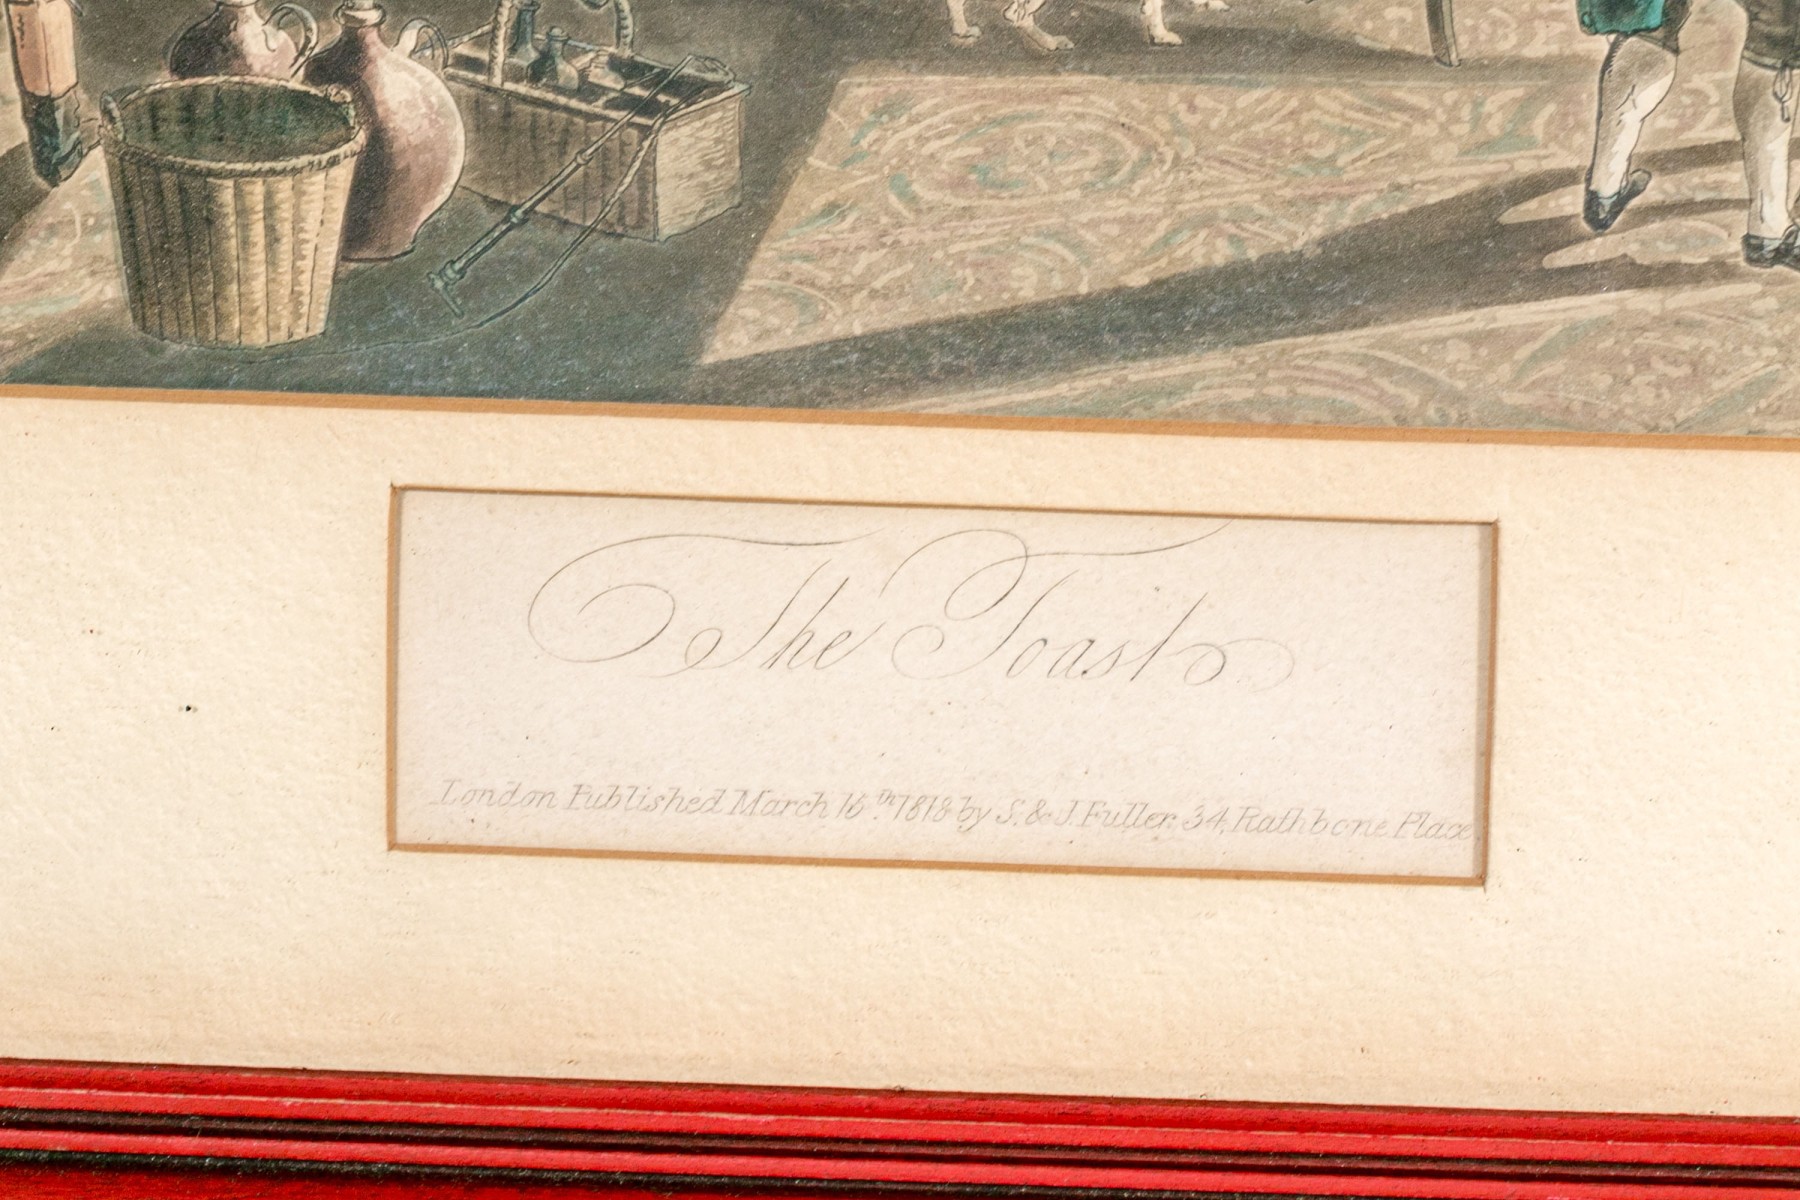 The Toast
London Published March 16th. 1818 by S. & J. Fuller, 34, Rathbone Place